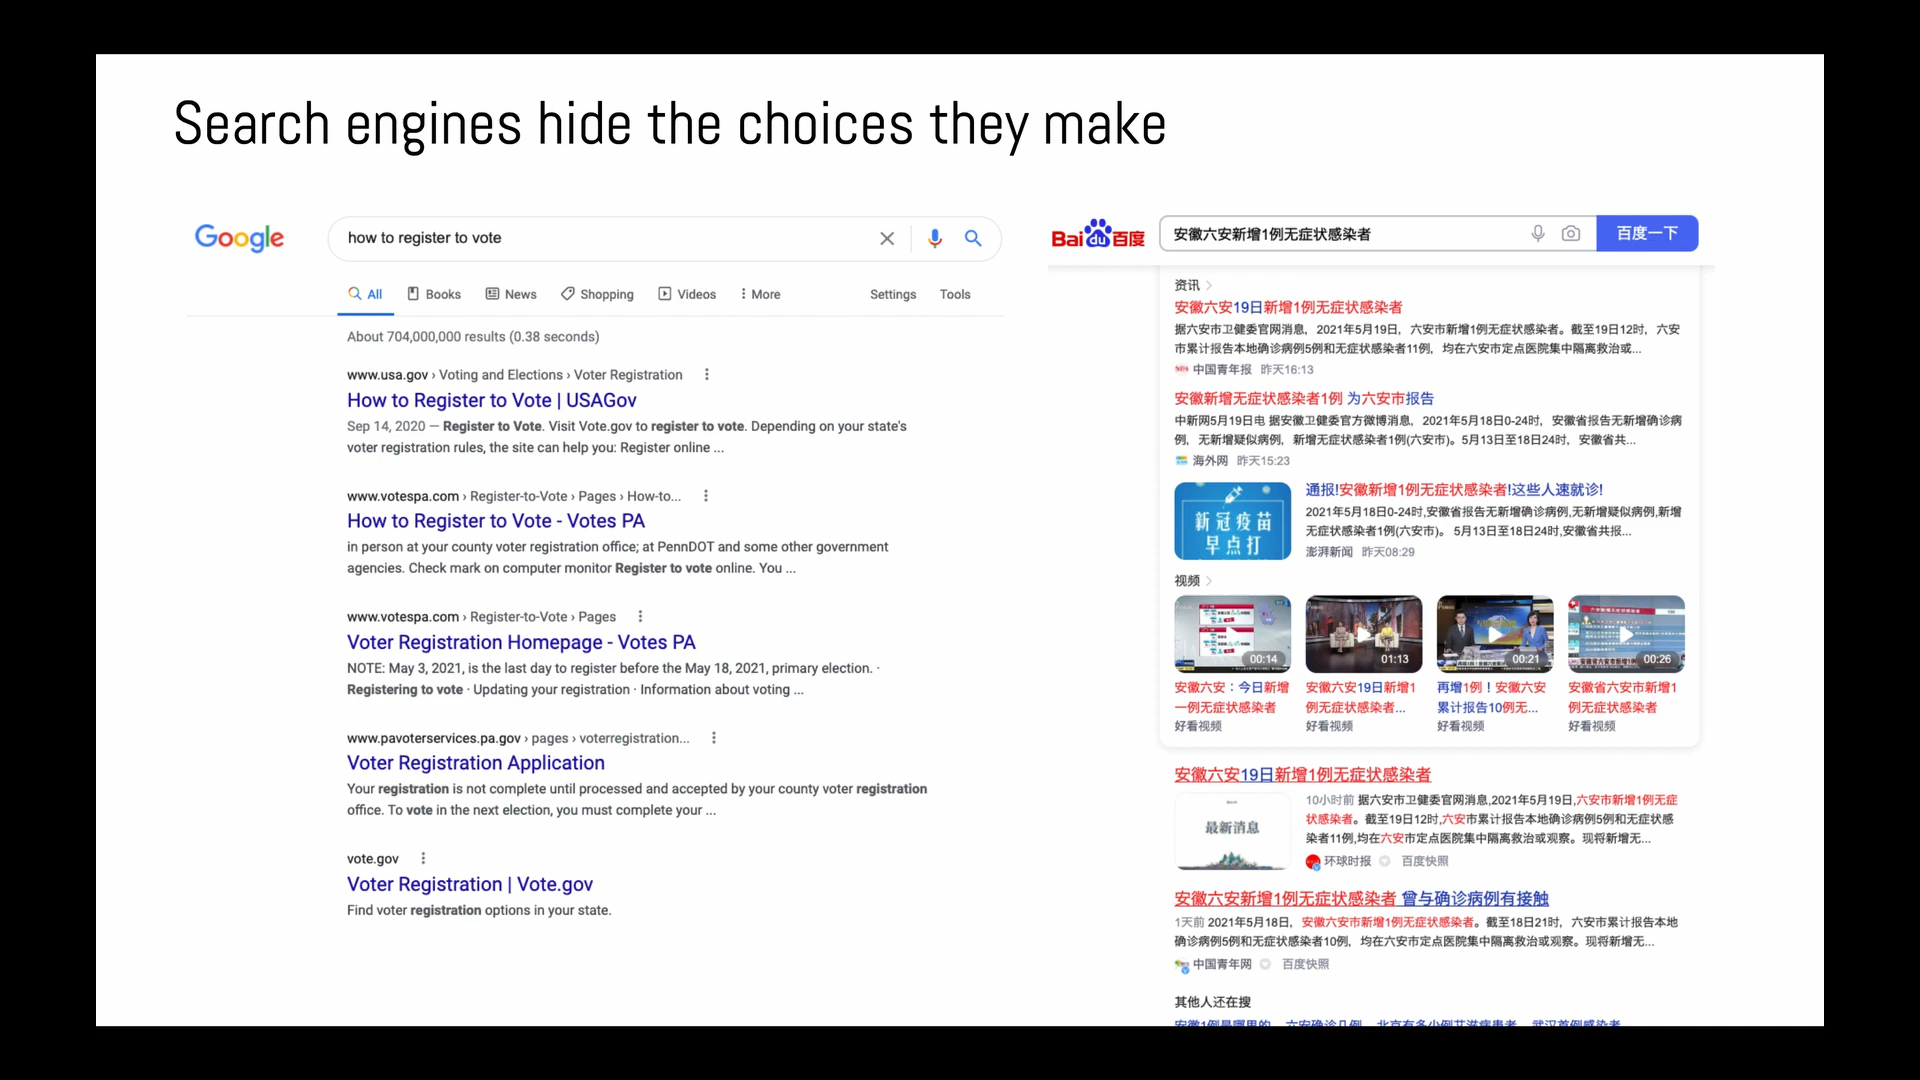 Search engines hide the choices they make
Google
how to register to vote
All Books News Shopping Videos More Settings Tools
About 704,000,000 results (0.38 seconds)
www.usa.gov › Voting and Elections › Voter Registration
How to Register to Vote | USAGov
Sep 14, 2020 — Register to Vote. Visit Vote.gov to register to vote. Depending on your state's
voter registration rules, the site can help you: Register online ...
www.votespa.com › Register-to-Vote › Pages › How-to...
How to Register to Vote - Votes PA
in person at your county voter registration office; at PennDOT and some other government
agencies. Check mark on computer monitor Register to vote online. You ...
www.votespa.com › Register-to-Vote › Pages
Voter Registration Homepage - Votes PA
NOTE: May 3, 2021, is the last day to register before the May 18, 2021, primary election. ·
Registering to vote · Updating your registration · Information about voting ...
www.pavoterservices.pa.gov › pages › voterregistration...
Voter Registration Application
Your registration is not complete until processed and accepted by your county voter registration
office. To vote in the next election, you must complete your ...
vote.gov
Voter Registration | Vote.gov
Find voter registration options in your state.
Bai du 百度
安徽六安新增1例无症状感染者
百度一下
资讯
安徽六安19日新增1例无症状感染者
据六安市卫健委官网消息，2021年5月19日，六安市新增1例无症状感染者。截至19日12时，六安
市累计报告本地确诊病例5例和无症状感染者11例，均在六安市定点医院集中隔离救治或...
中国青年报 昨天16:13
安徽新增无症状感染者1例 为六安市报告
中新网5月19日电 据安徽卫健委官方微博消息，2021年5月18日0-24时，安徽省报告无新增确诊病
例，无新增疑似病例，新增无症状感染者1例(六安市)。5月13日至18日24时，安徽省共...
海外网 昨天15:23
新冠疫苗
早点打
通报!安徽新增1例无症状感染者!这些人速就诊!
2021年5月18日0-24时,安徽省报告无新增确诊病例,无新增疑似病例,新增
无症状感染者1例(六安市)。 5月13日至18日24时,安徽省共报...
澎湃新闻 昨天08:29
视频
00:14 01:13 00:21 00:26
安徽六安：今日新增
一例无症状感染者
好看视频
安徽六安19日新增1
例无症状感染者...
好看视频
再增1例！安徽六安
累计报告10例无...
好看视频
安徽省六安市新增1
例无症状感染者
好看视频
安徽六安19日新增1例无症状感染者
最新消息
10小时前 据六安市卫健委官网消息,2021年5月19日,六安市新增1例无症
状感染者。截至19日12时,六安市累计报告本地确诊病例5例和无症状感
染者11例,均在六安市定点医院集中隔离救治或观察。现将新增无...
环球时报 百度快照
安徽六安新增1例无症状感染者 曾与确诊病例有接触
1天前 2021年5月18日，安徽六安市新增1例无症状感染者。截至18日21时，六安市累计报告本地
确诊病例5例和无症状感染者10例，均在六安市定点医院集中隔离救治或观察。现将新增无...
中国青年网 百度快照
其他人还在搜